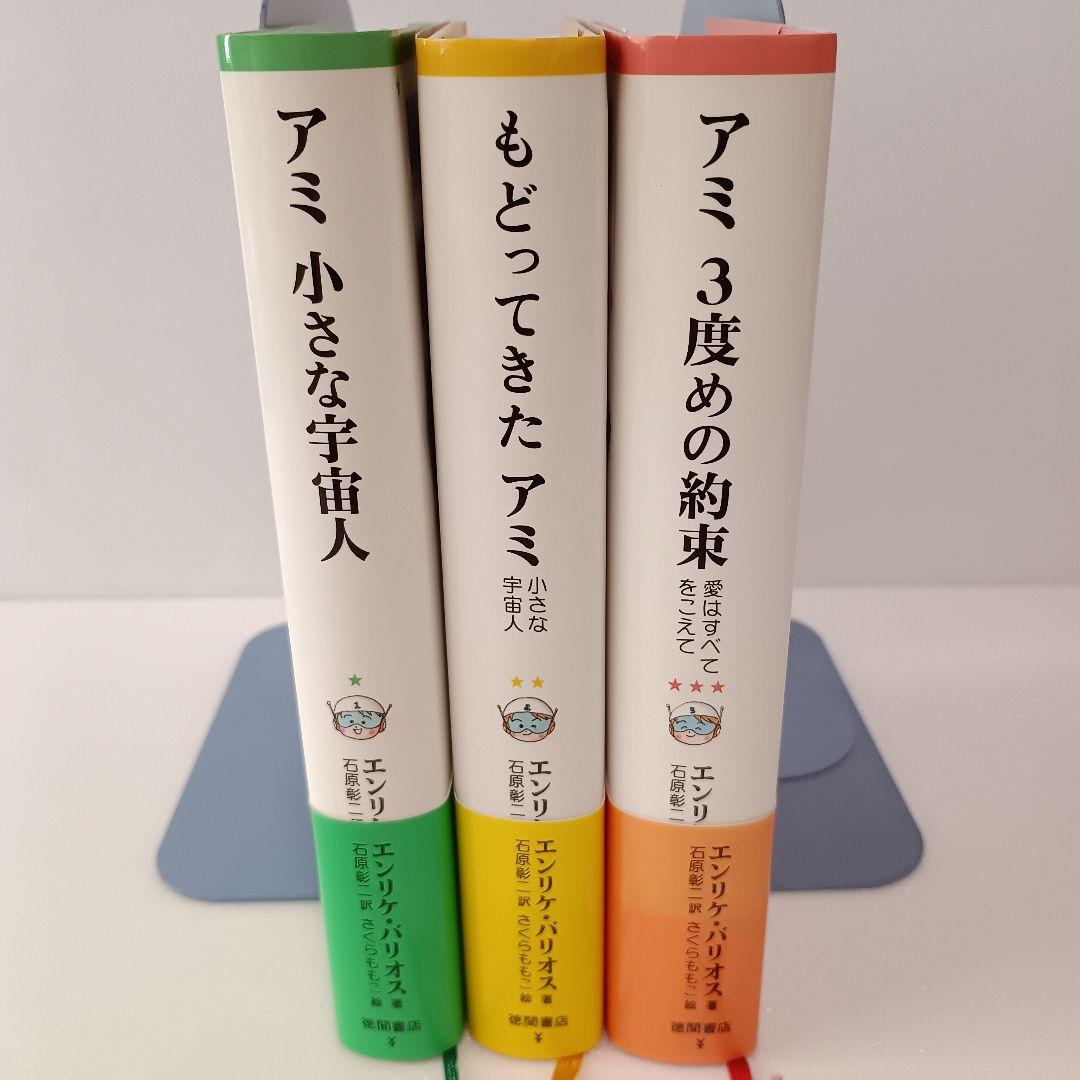 アミ 小さな宇宙人
エンリ
石原彰二
エンリケ・バリオス 著
石原彰二 訳 さくらももこ 絵
徳間書店
もどってきた アミ
小さな
宇宙人
エンリ
石原彰二
エンリケ・バリオス 著
石原彰二 訳 さくらももこ 絵
徳間書店
アミ 3度めの約束
愛はすべて
をこえて
エンリ
石原彰二
エンリケ・バリオス 著
石原彰二 訳 さくらももこ 絵
徳間書店